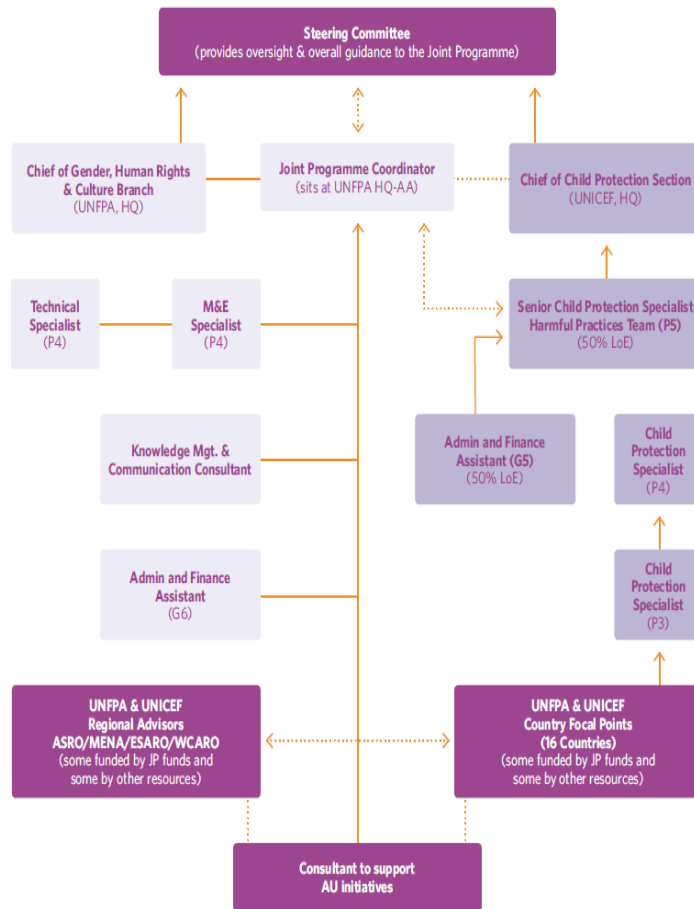 Steering Committee
(provides oversight & overall guidance to the Joint Programme)
Chief of Gender, Human Rights
& Culture Branch
(UNFPA, HQ)
Joint Programme Coordinator
(sits at UNFPA HQ-AA)
Chief of Child Protection Section
(UNICEF, HQ)
Technical
Specialist
(P4)
M&E
Specialist
(P4)
Senior Child Protection Specialist
Harmful Practices Team (P5)
(50% LoE)
Knowledge Mgt. &
Communication Consultant
Admin and Finance
Assistant (G5)
(50% LoE)
Child
Protection
Specialist
(P4)
Admin and Finance
Assistant
(G6)
Child
Protection
Specialist
(P3)
UNFPA & UNICEF
Regional Advisors
ASRO/MENA/ESARO/WCARO
(some funded by JP funds and
some by other resources)
UNFPA & UNICEF
Country Focal Points
(16 Countries)
(some funded by JP funds and
some by other resources)
Consultant to support
AU initiatives